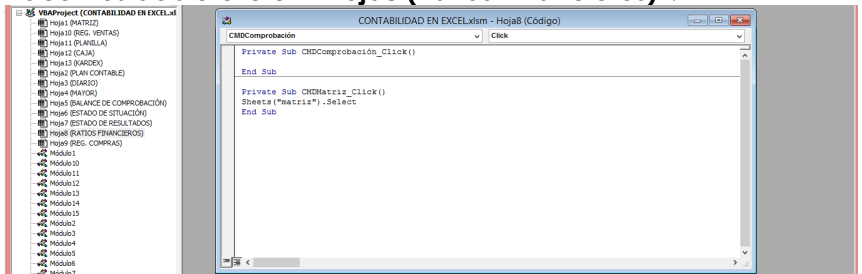 VBAProject (CONTABILIDAD EN EXCEL.xl
Hoja1 (MATRIZ)
Hoja10 (REG. VENTAS)
Hoja11 (PLANILLA)
Hoja12 (CAJA)
Hoja13 (KARDEX)
Hoja2 (PLAN CONTABLE)
Hoja3 (DIARIO)
Hoja4 (MAYOR)
Hoja5 (BALANCE DE COMPROBACIÓN)
Hoja6 (ESTADO DE SITUACIÓN)
Hoja7 (ESTADO DE RESULTADOS)
Hoja8 (RATIOS FINANCIEROS)
Hoja9 (REG. COMPRAS)
Módulo1
Módulo10
Módulo11
Módulo12
Módulo13
Módulo14
Módulo15
Módulo2
Módulo3
Módulo4
Módulo5
Módulo6
Módulo7
CONTABILIDAD EN EXCEL.xlsm - Hoja8 (Código)
CMDComprobación Click
Private Sub CMDComprobación_Click()
End Sub
Private Sub CMDMatriz_Click()
Sheets("matriz").Select
End Sub